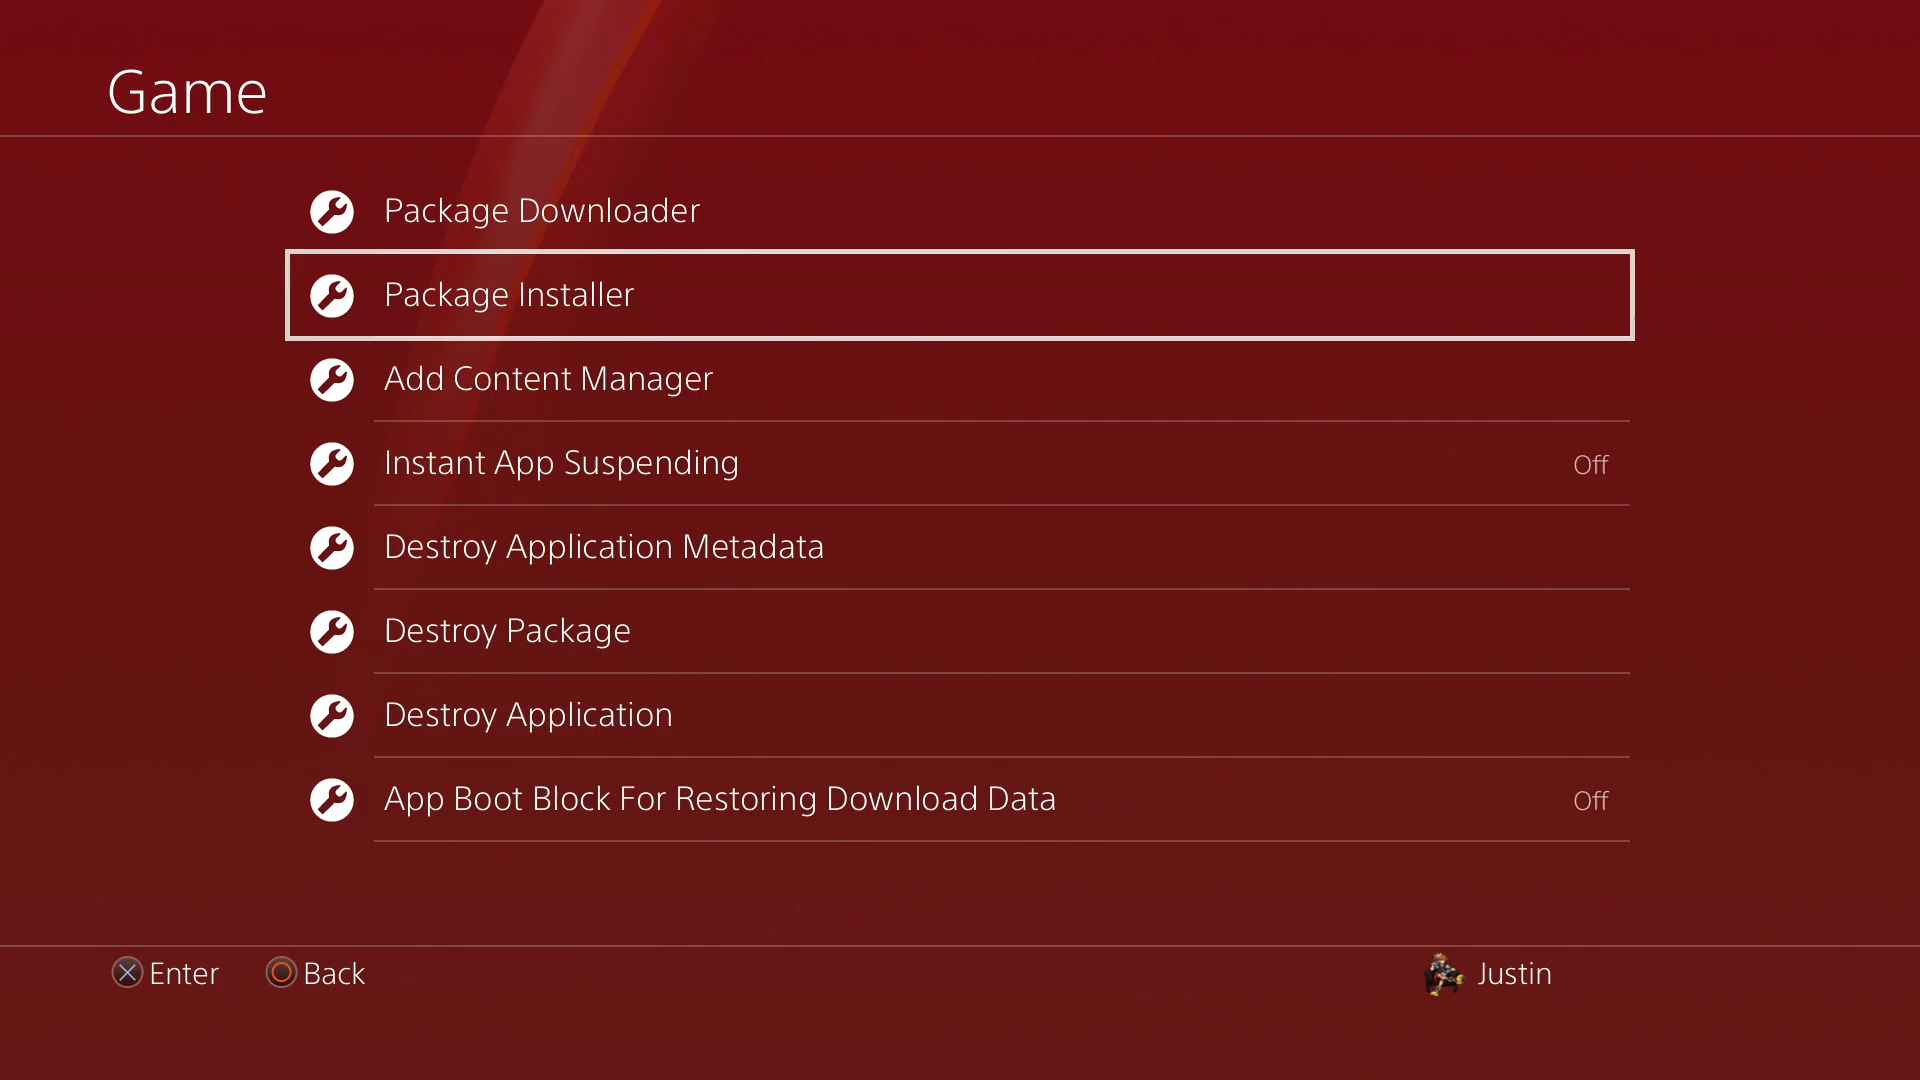 Game
Package Downloader
Package Installer
Add Content Manager
Instant App Suspending Off
Destroy Application Metadata
Destroy Package
Destroy Application
App Boot Block For Restoring Download Data Off
Enter Back Justin